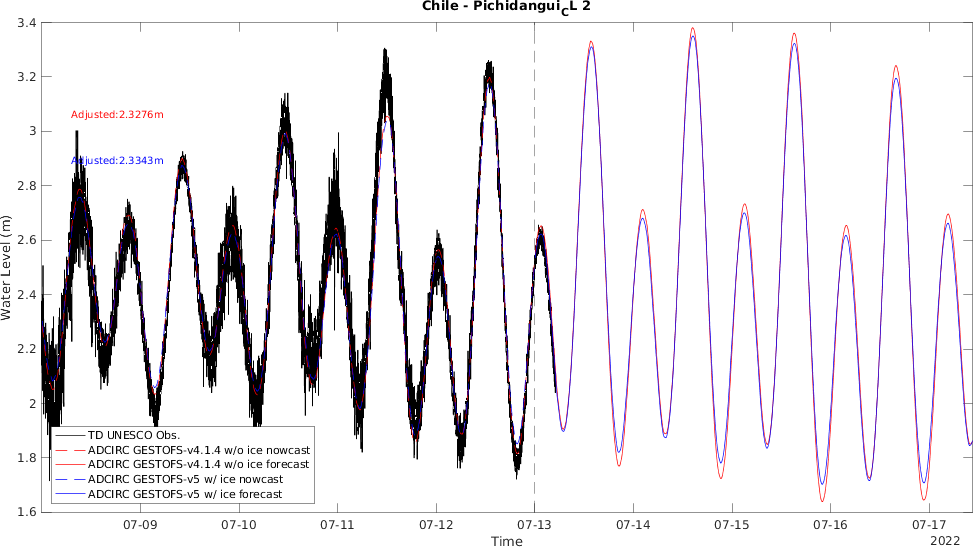 Chile - PichidanguiCL 2
3.4
3.2
3
2.8
2.6
2.4
2.2
2
1.8
1.6
Water Level (m)
Adjusted:2.3276m
Adjusted:2.3343m
TD UNESCO Obs.
ADCIRC GESTOFS-v4.1.4 w/o ice nowcast
ADCIRC GESTOFS-v4.1.4 w/o ice forecast
ADCIRC GESTOFS-v5 w/ ice nowcast
ADCIRC GESTOFS-v5 w/ ice forecast
07-09 07-10 07-11 07-12 07-13 07-14 07-15 07-16 07-17
Time
2022